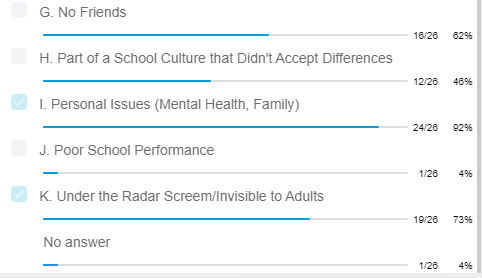 G. No Friends
16/26 62%
H. Part of a School Culture that Didn't Accept Differences
12/26 46%
I. Personal Issues (Mental Health, Family)
24/26 92%
J. Poor School Performance
1/26 4%
K. Under the Radar Screem/Invisible to Adults
19/26 73%
No answer
1/26 4%